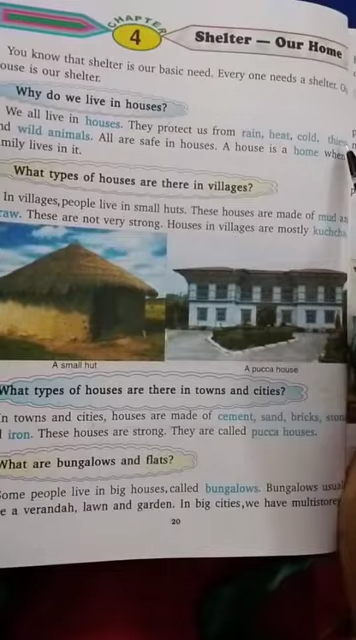 CHAPTER
4
Shelter — Our Home
You know that shelter is our basic need. Every one needs a shelter.
ouse is our shelter.
Why do we live in houses?
We all live in houses. They protect us from rain, heat, cold,
nd wild animals. All are safe in houses. A house is a home when
mily lives in it.
What types of houses are there in villages?
In villages, people live in small huts. These houses are made of mud
raw. These are not very strong. Houses in villages are mostly kuchcha
A small hut
A pucca house
What types of houses are there in towns and cities?
In towns and cities, houses are made of cement, sand, bricks,
iron. These houses are strong. They are called pucca houses.
What are bungalows and flats?
Some people live in big houses, called bungalows. Bungalows usual
e a verandah, lawn and garden. In big cities, we have multistorey
20